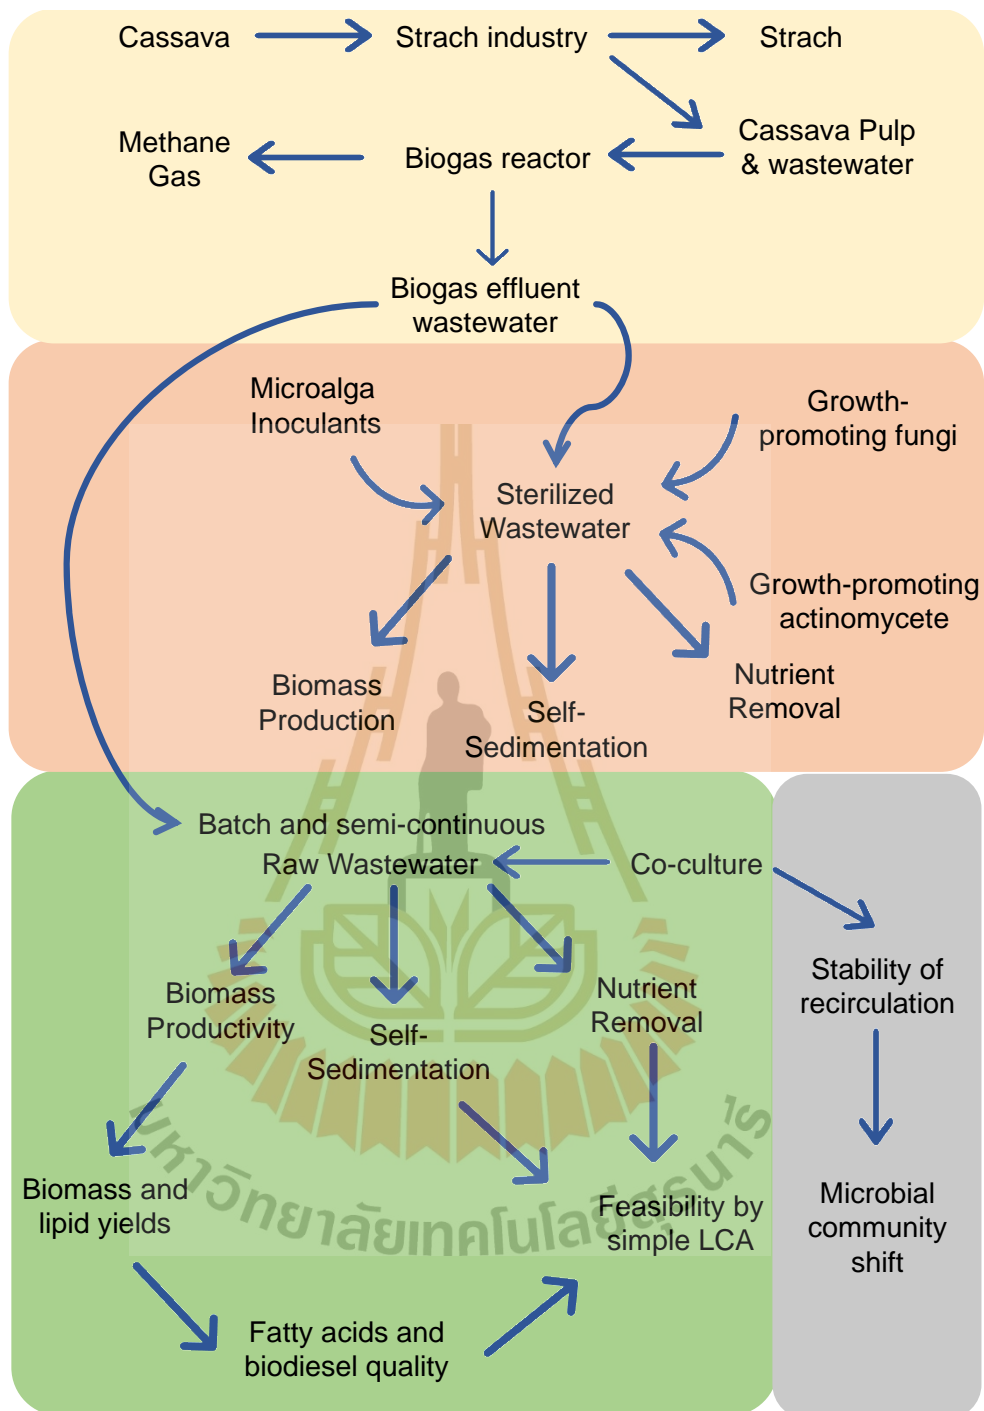 Cassava
Strach industry
Strach
Methane
Gas
Biogas reactor
Cassava Pulp
& wastewater
Biogas effluent
wastewater
Microalga
Inoculants
Growth-
promoting fungi
Sterilized
Wastewater
Growth-promoting
actinomycete
Biomass
Production
Self-
Sedimentation
Nutrient
Removal
Batch and semi-continuous
Raw Wastewater
Co-culture
Biomass
Productivity
Self-
Sedimentation
Nutrient
Removal
Stability of
recirculation
Biomass and
lipid yields
Feasibility by
simple LCA
Microbial
community
shift
Fatty acids and
biodiesel quality
มหาวิทยาลัยเทคโนโลยีสุรนารี